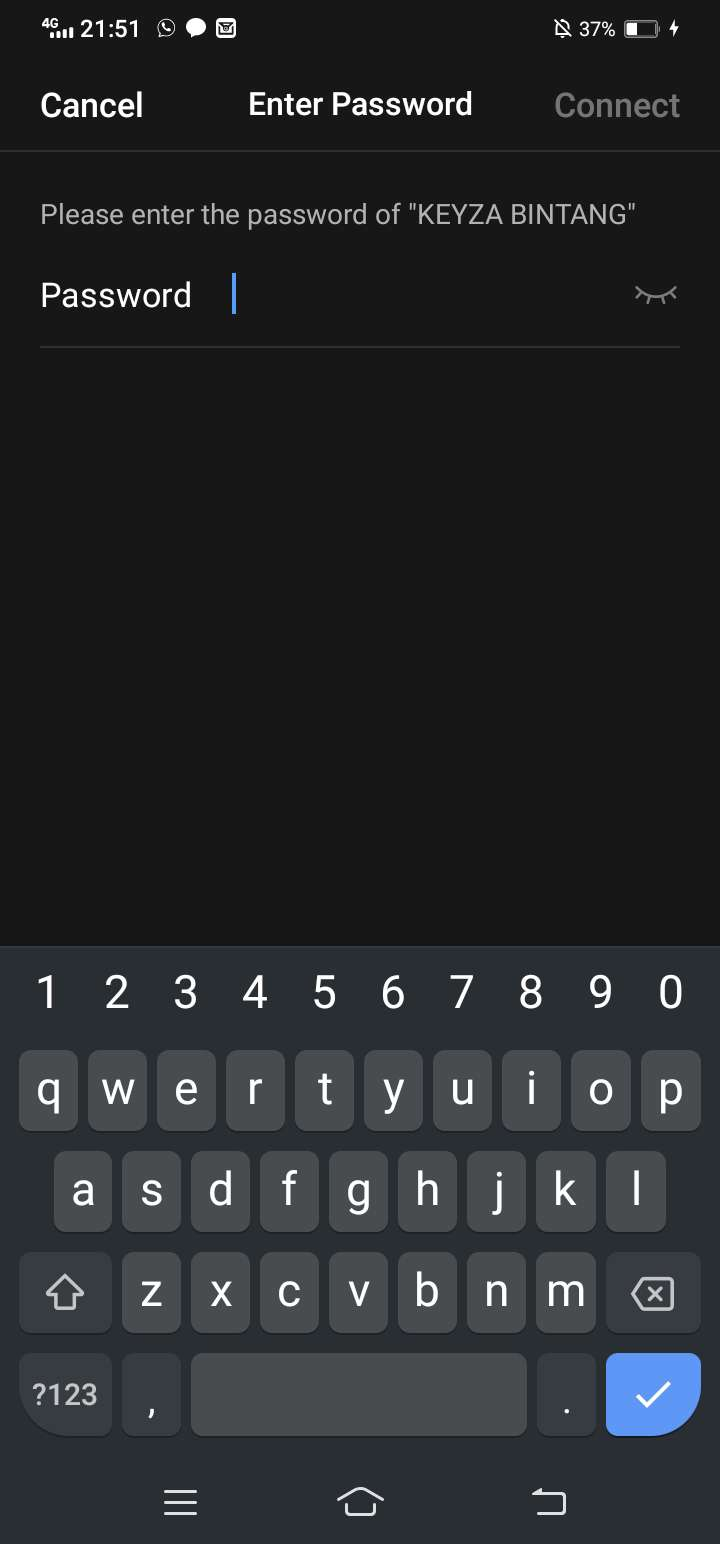 4G 21:51 37%
Cancel Enter Password Connect
Please enter the password of "KEYZA BINTANG"
Password
1 2 3 4 5 6 7 8 9 0
q w e r t y u i o p
a s d f g h j k l
z x c v b n m
?123 , .